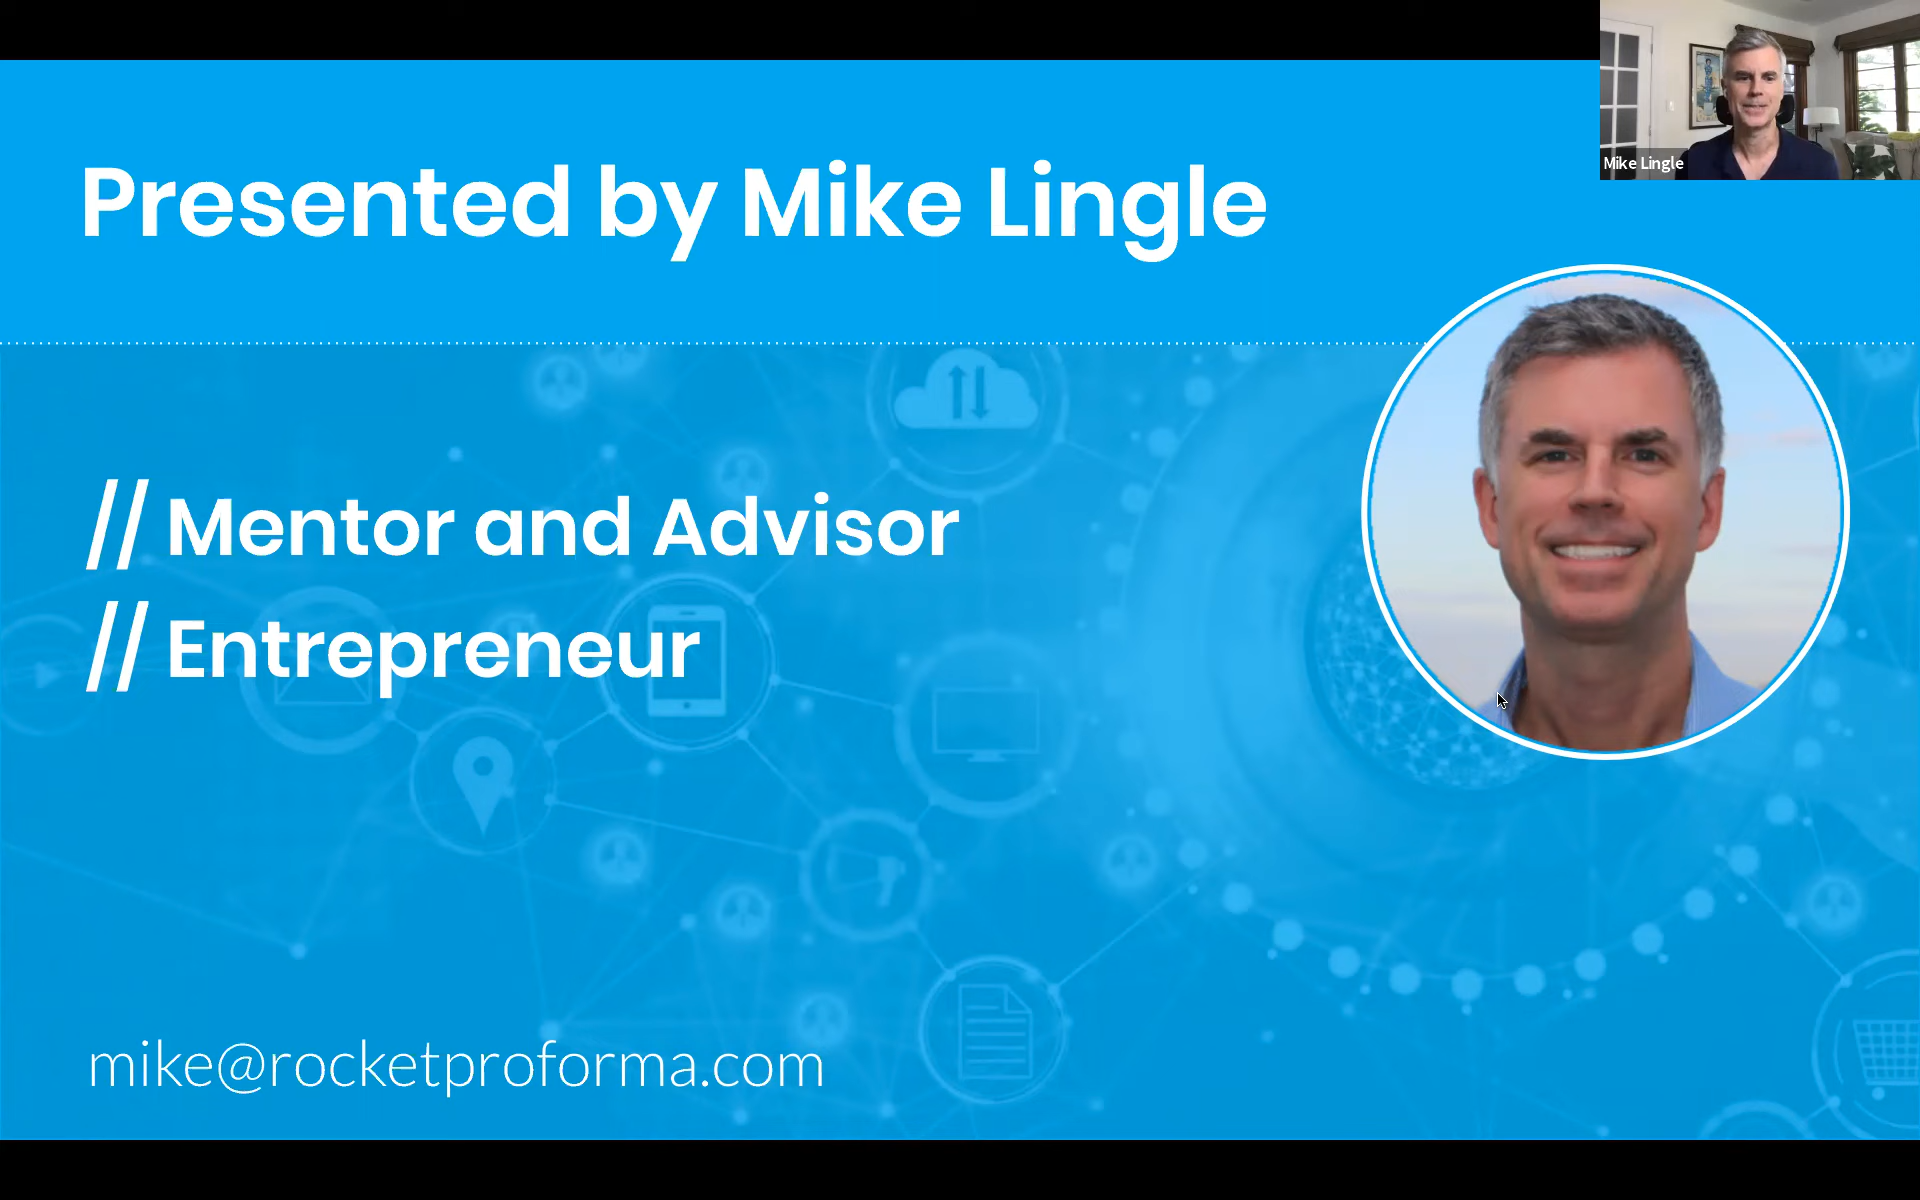 Presented by Mike Lingle
Mike Lingle
// Mentor and Advisor
// Entrepreneur
mike@rocketproforma.com